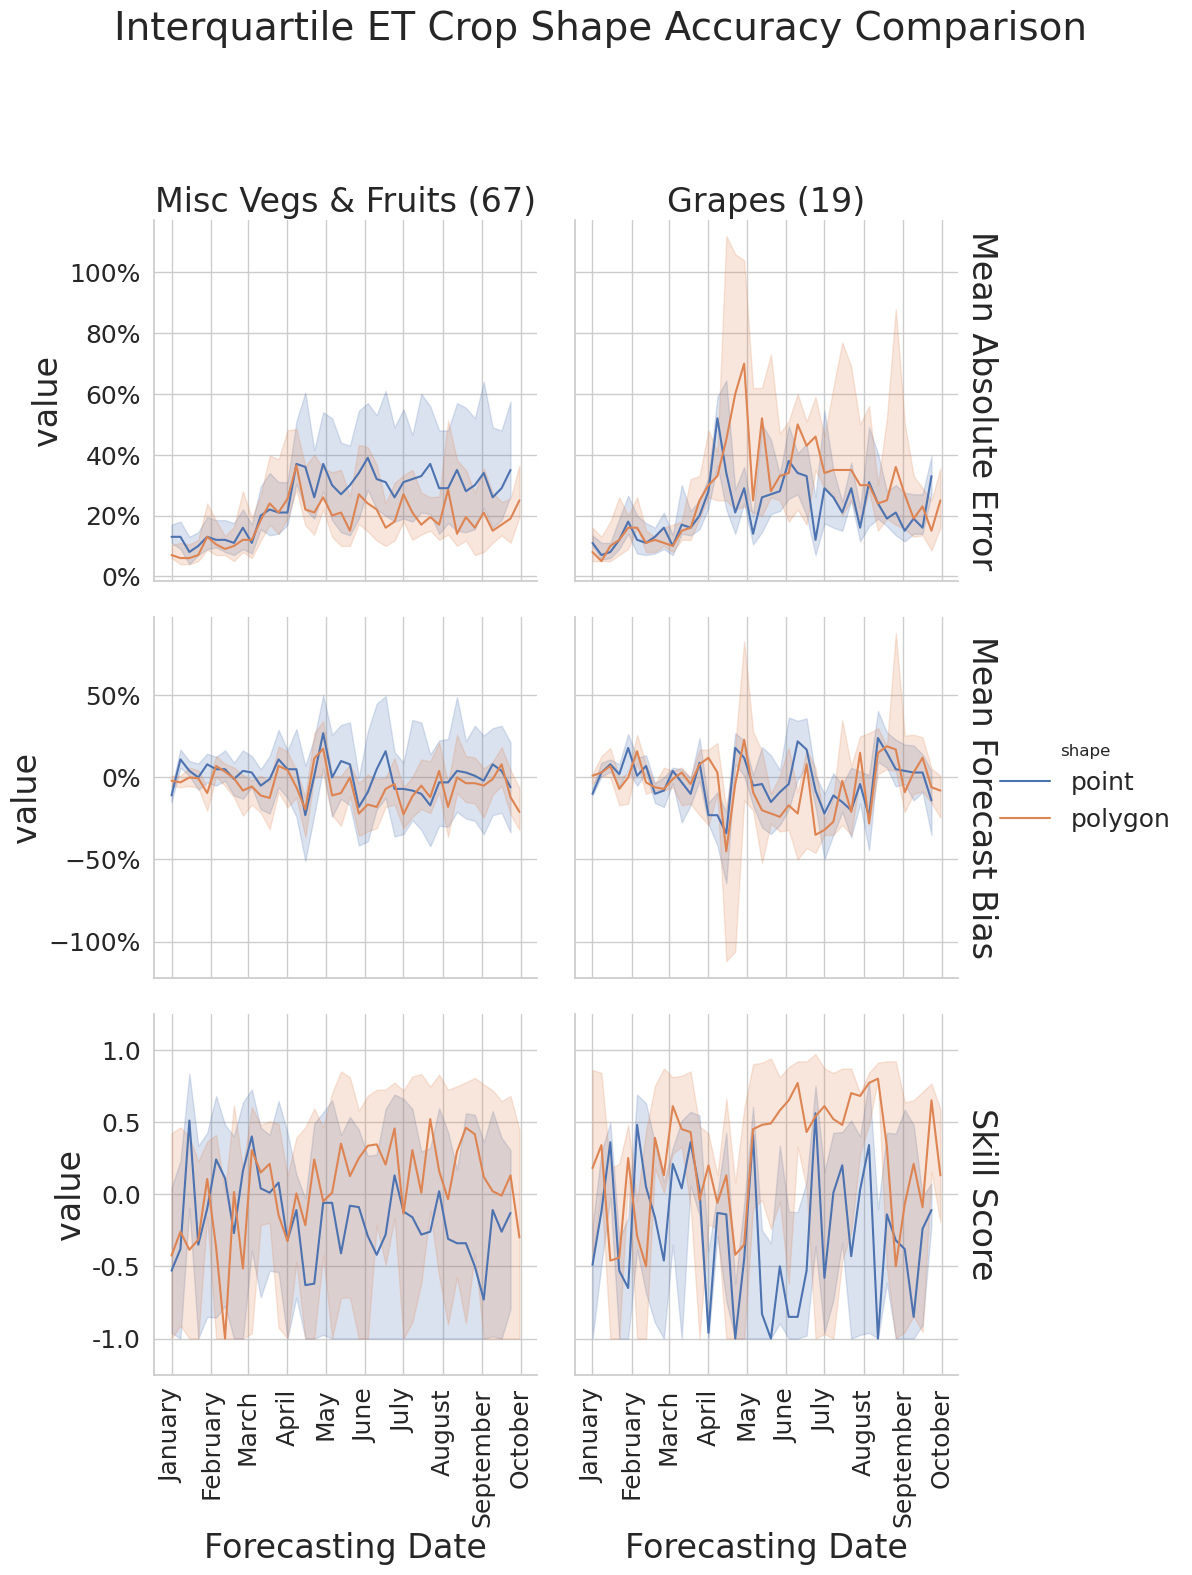 Interquartile ET Crop Shape Accuracy Comparison
Misc Vegs & Fruits (67)
Grapes (19)
100%
80%
60%
40%
20%
0%
value
Mean Absolute Error
50%
0%
−50%
−100%
value
Mean Forecast Bias
shape
point
polygon
1.0
0.5
0.0
-0.5
-1.0
value
Skill Score
January
February
March
April
May
June
July
August
September
October
January
February
March
April
May
June
July
August
September
October
Forecasting Date
Forecasting Date